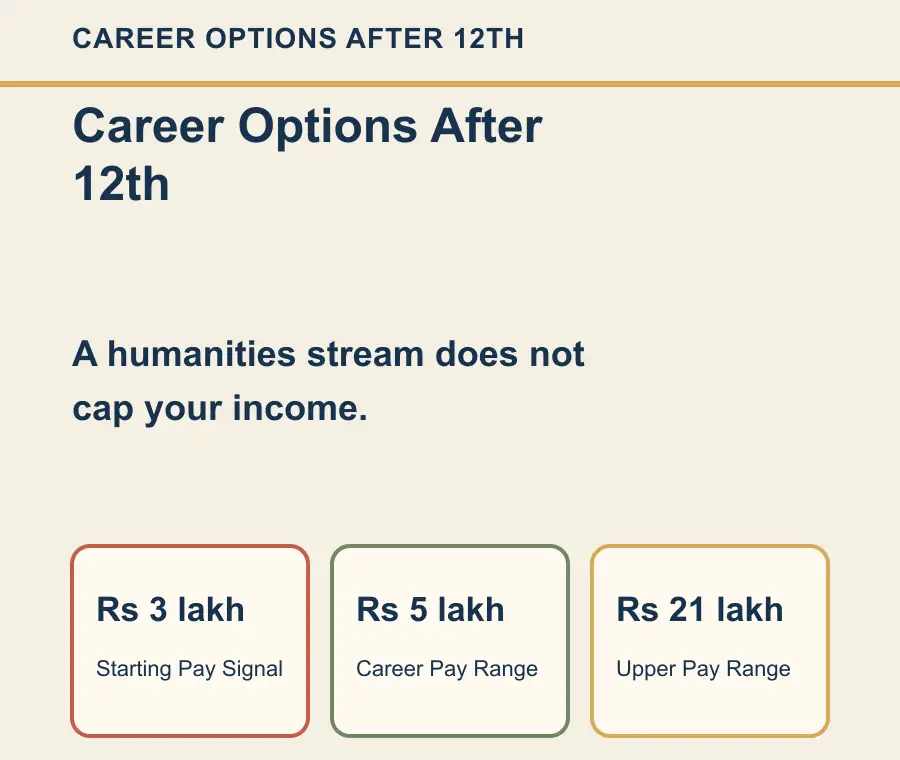 CAREER OPTIONS AFTER 12TH
Career Options After
12th
A humanities stream does not
cap your income.
Rs 3 lakh
Starting Pay Signal
Rs 5 lakh
Career Pay Range
Rs 21 lakh
Upper Pay Range